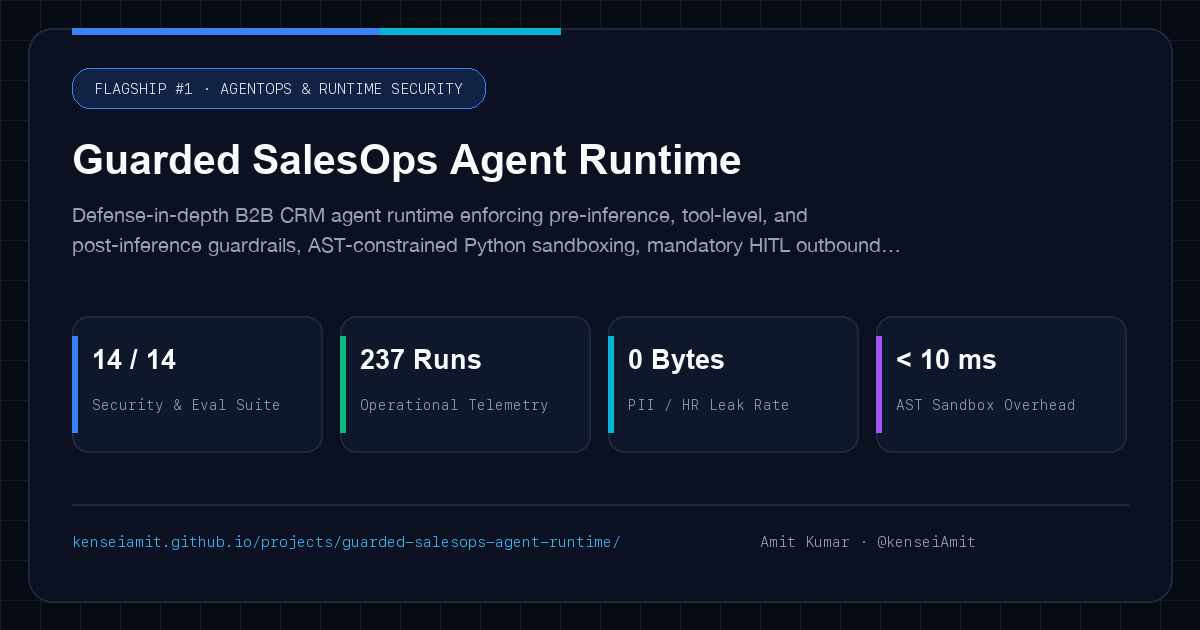 FLAGSHIP #1 · AGENTOPS & RUNTIME SECURITY
Guarded SalesOps Agent Runtime
Defense-in-depth B2B CRM agent runtime enforcing pre-inference, tool-level, and
post-inference guardrails, AST-constrained Python sandboxing, mandatory HITL outbound…
14 / 14
Security & Eval Suite
237 Runs
Operational Telemetry
0 Bytes
PII / HR Leak Rate
< 10 ms
AST Sandbox Overhead
kenseiamit.github.io/projects/guarded-salesops-agent-runtime/
Amit Kumar · @kenseiAmit